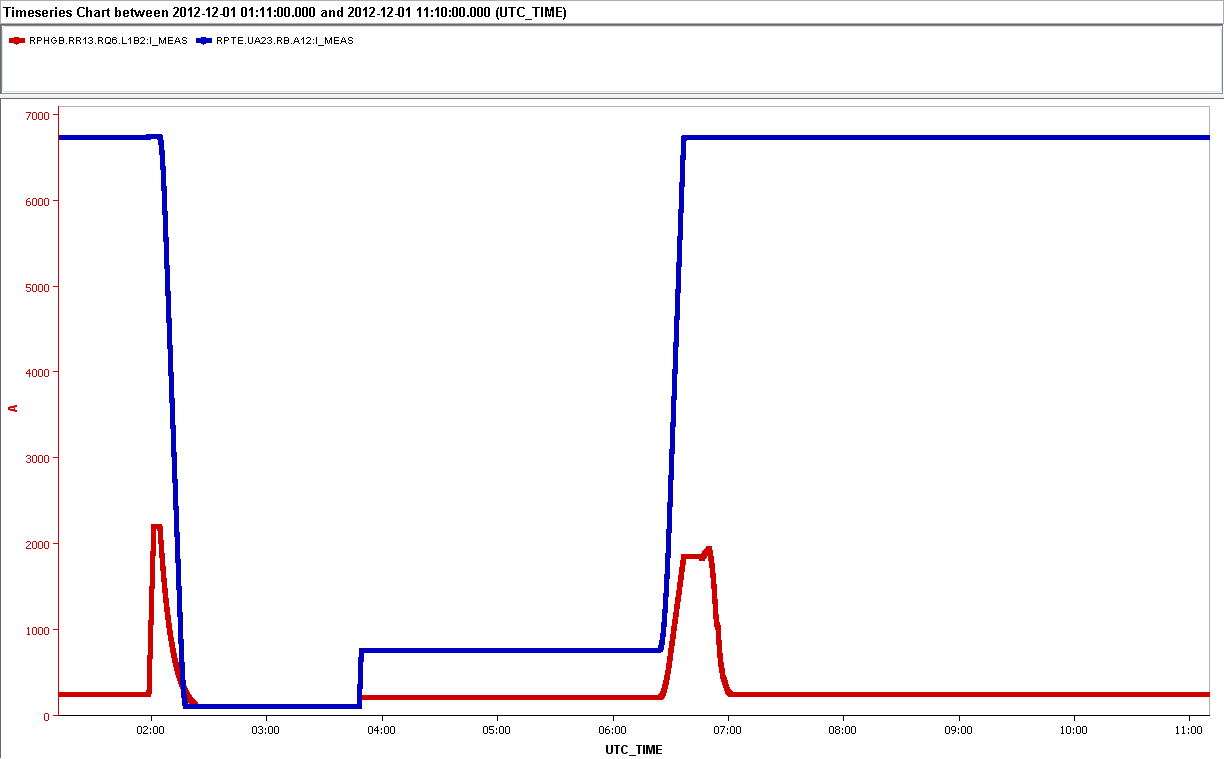 Timeseries Chart between 2012-12-01 01:11:00.000 and 2012-12-01 11:10:00.000 (UTC_TIME)
RPHGB.RR13.RQ6.L1B2:I_MEAS RPTE.UA23.RB.A12:I_MEAS
7000
6000
5000
4000
A
3000
2000
1000
0
02:00 03:00 04:00 05:00 06:00 07:00 08:00 09:00 10:00 11:00
UTC_TIME